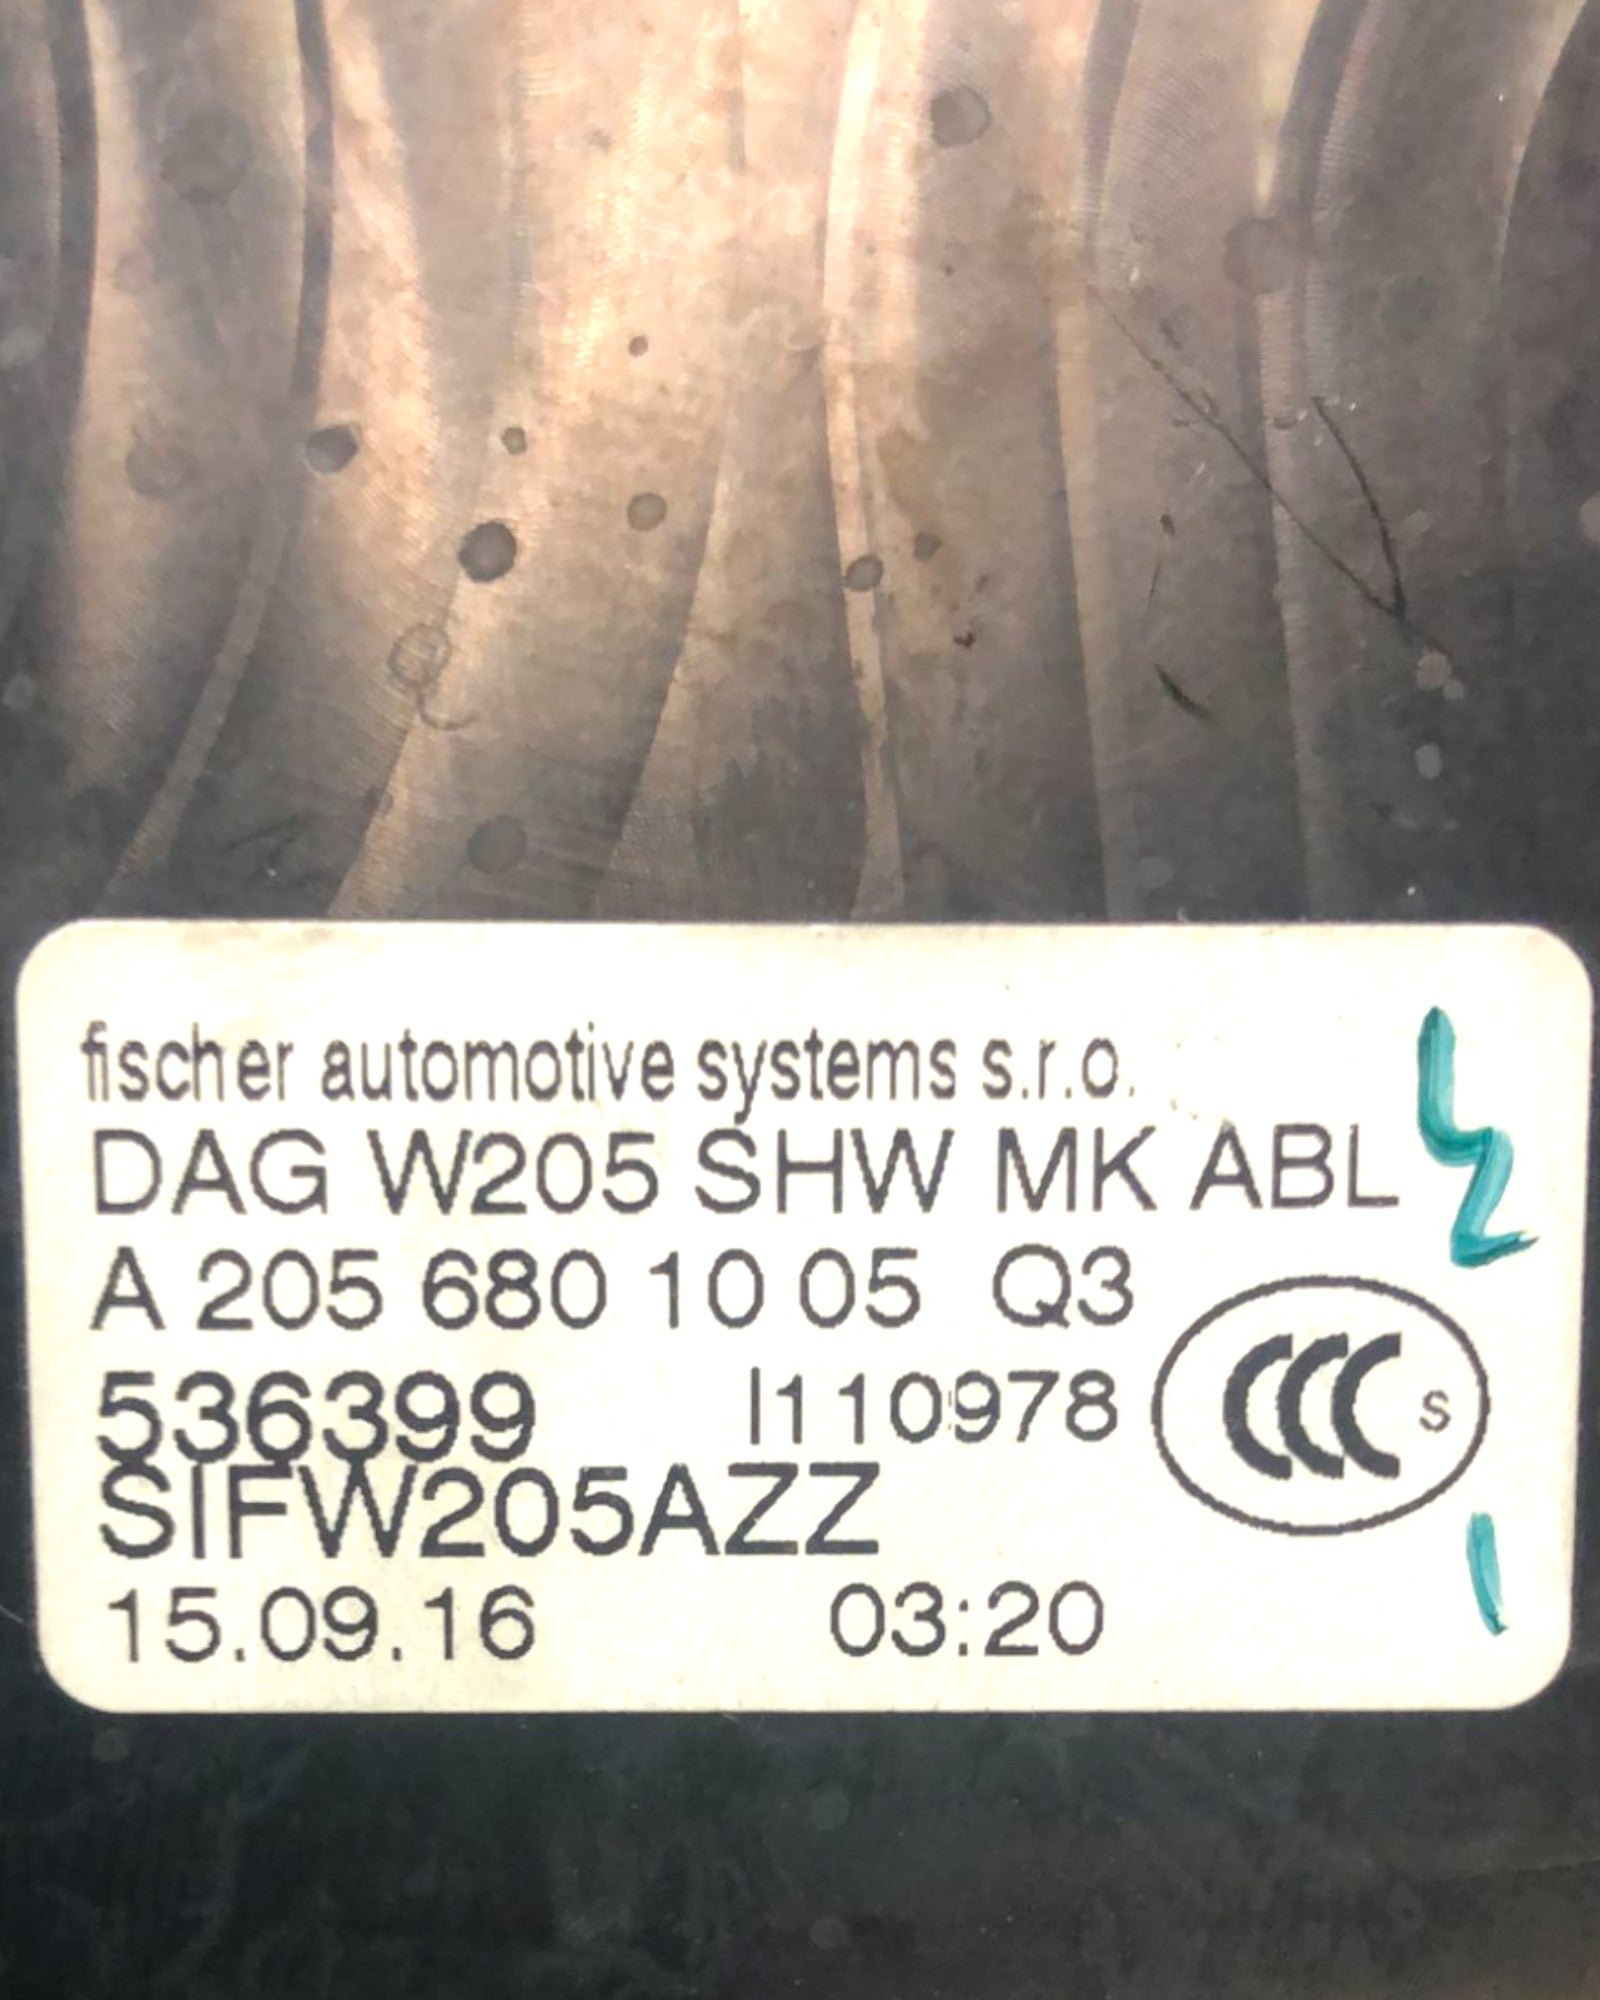 fischer automotive systems s.r.o.
DAG W205 SHW MK ABL
A 205 680 10 05 Q3
536399 I110978
CCC S
SIFW205AZZ
15.09.16 03:20